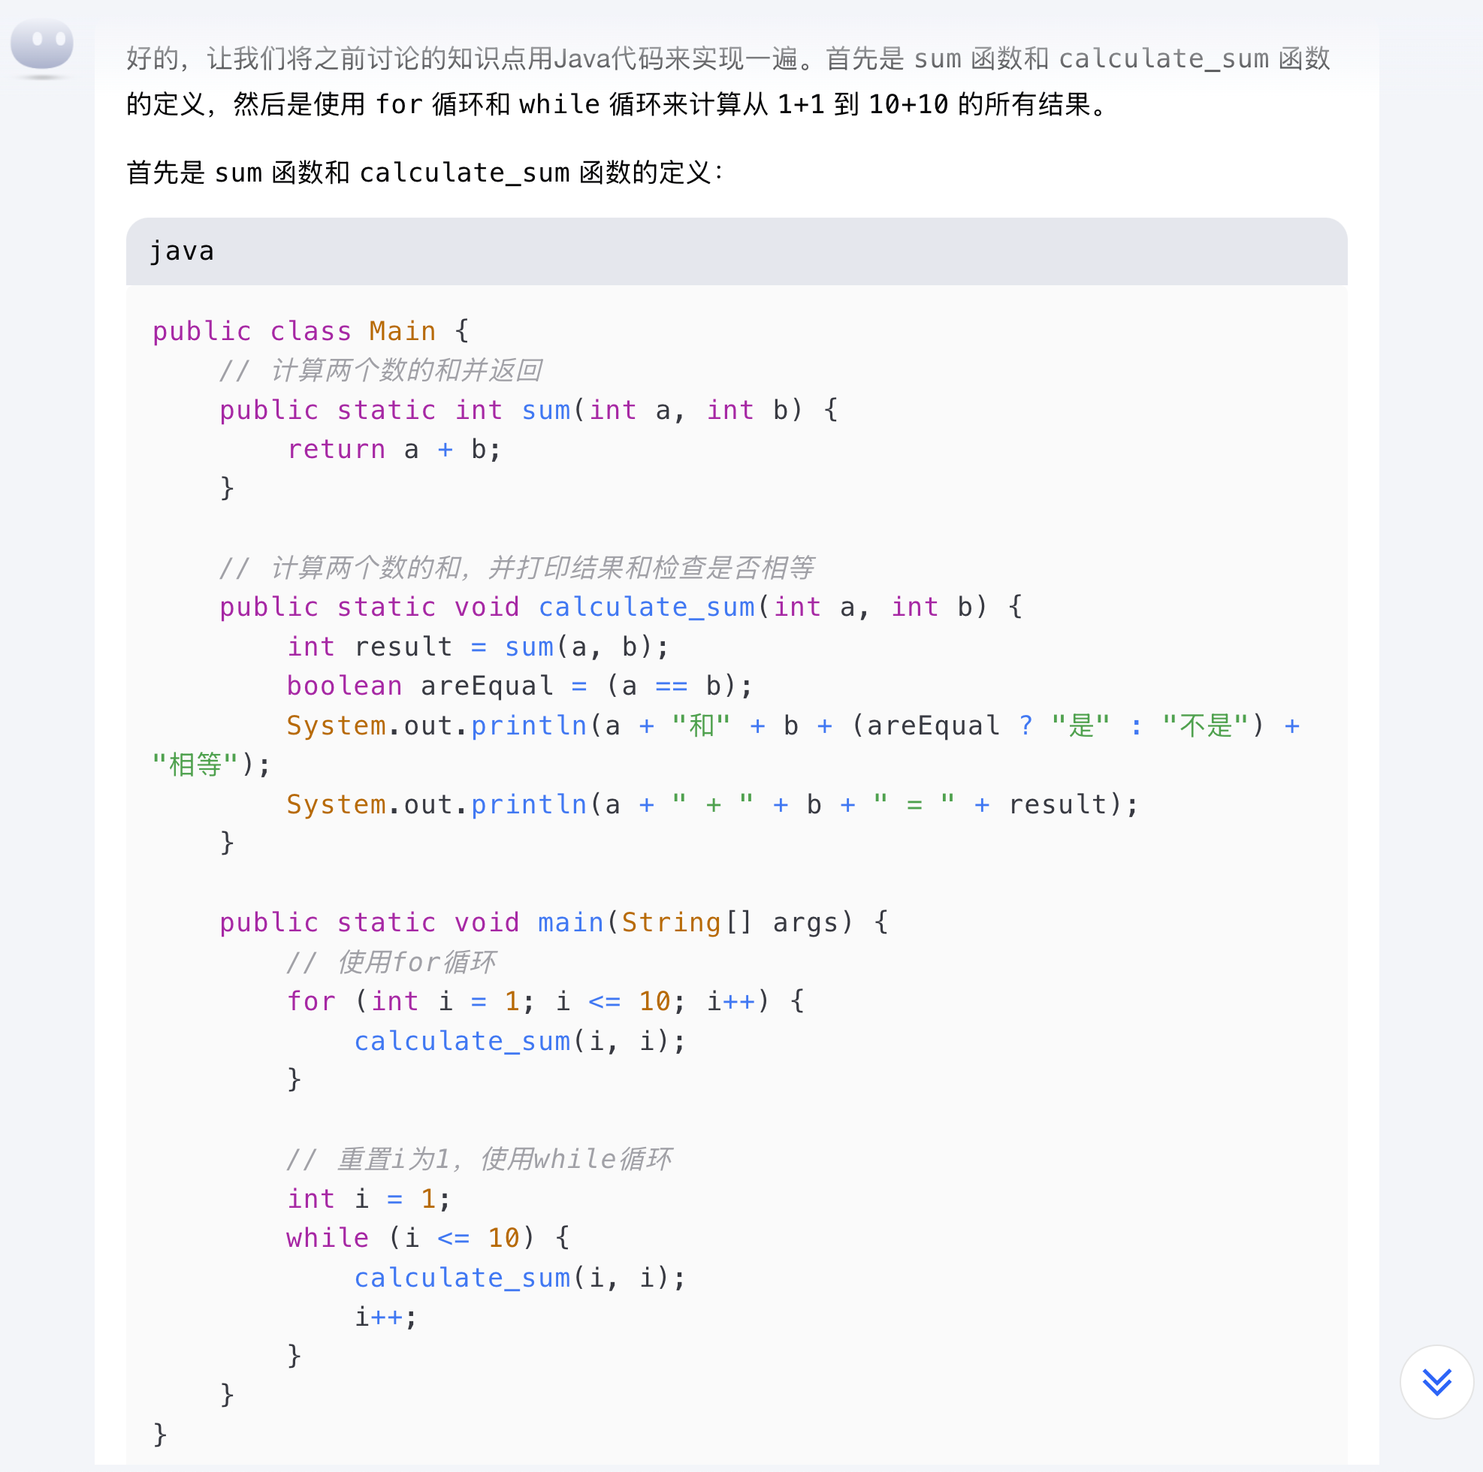 好的，让我们将之前讨论的知识点用Java代码来实现一遍。首先是 sum 函数和 calculate_sum 函数
的定义，然后是使用 for 循环和 while 循环来计算从 1+1 到 10+10 的所有结果。
首先是 sum 函数和 calculate_sum 函数的定义：
java
public class Main {
    // 计算两个数的和并返回
    public static int sum(int a, int b) {
        return a + b;
    }

    // 计算两个数的和，并打印结果和检查是否相等
    public static void calculate_sum(int a, int b) {
        int result = sum(a, b);
        boolean areEqual = (a == b);
        System.out.println(a + "和" + b + (areEqual ? "是" : "不是") +
"相等");
        System.out.println(a + " + " + b + " = " + result);
    }

    public static void main(String[] args) {
        // 使用for循环
        for (int i = 1; i <= 10; i++) {
            calculate_sum(i, i);
        }

        // 重置i为1，使用while循环
        int i = 1;
        while (i <= 10) {
            calculate_sum(i, i);
            i++;
        }
    }
}